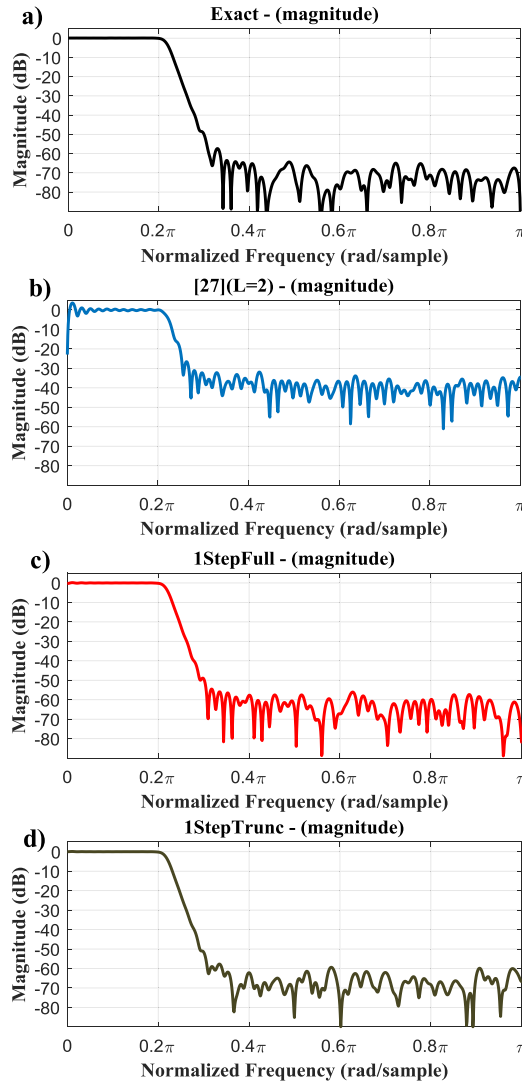 a)
Exact - (magnitude)
Magnitude (dB)
0
-10
-20
-30
-40
-50
-60
-70
-80
0 0.2π 0.4π 0.6π 0.8π π
Normalized Frequency (rad/sample)
b)
[27](L=2) - (magnitude)
Magnitude (dB)
0
-10
-20
-30
-40
-50
-60
-70
-80
0 0.2π 0.4π 0.6π 0.8π π
Normalized Frequency (rad/sample)
c)
1StepFull - (magnitude)
Magnitude (dB)
0
-10
-20
-30
-40
-50
-60
-70
-80
0 0.2π 0.4π 0.6π 0.8π π
Normalized Frequency (rad/sample)
d)
1StepTrunc - (magnitude)
Magnitude (dB)
0
-10
-20
-30
-40
-50
-60
-70
-80
0 0.2π 0.4π 0.6π 0.8π π
Normalized Frequency (rad/sample)